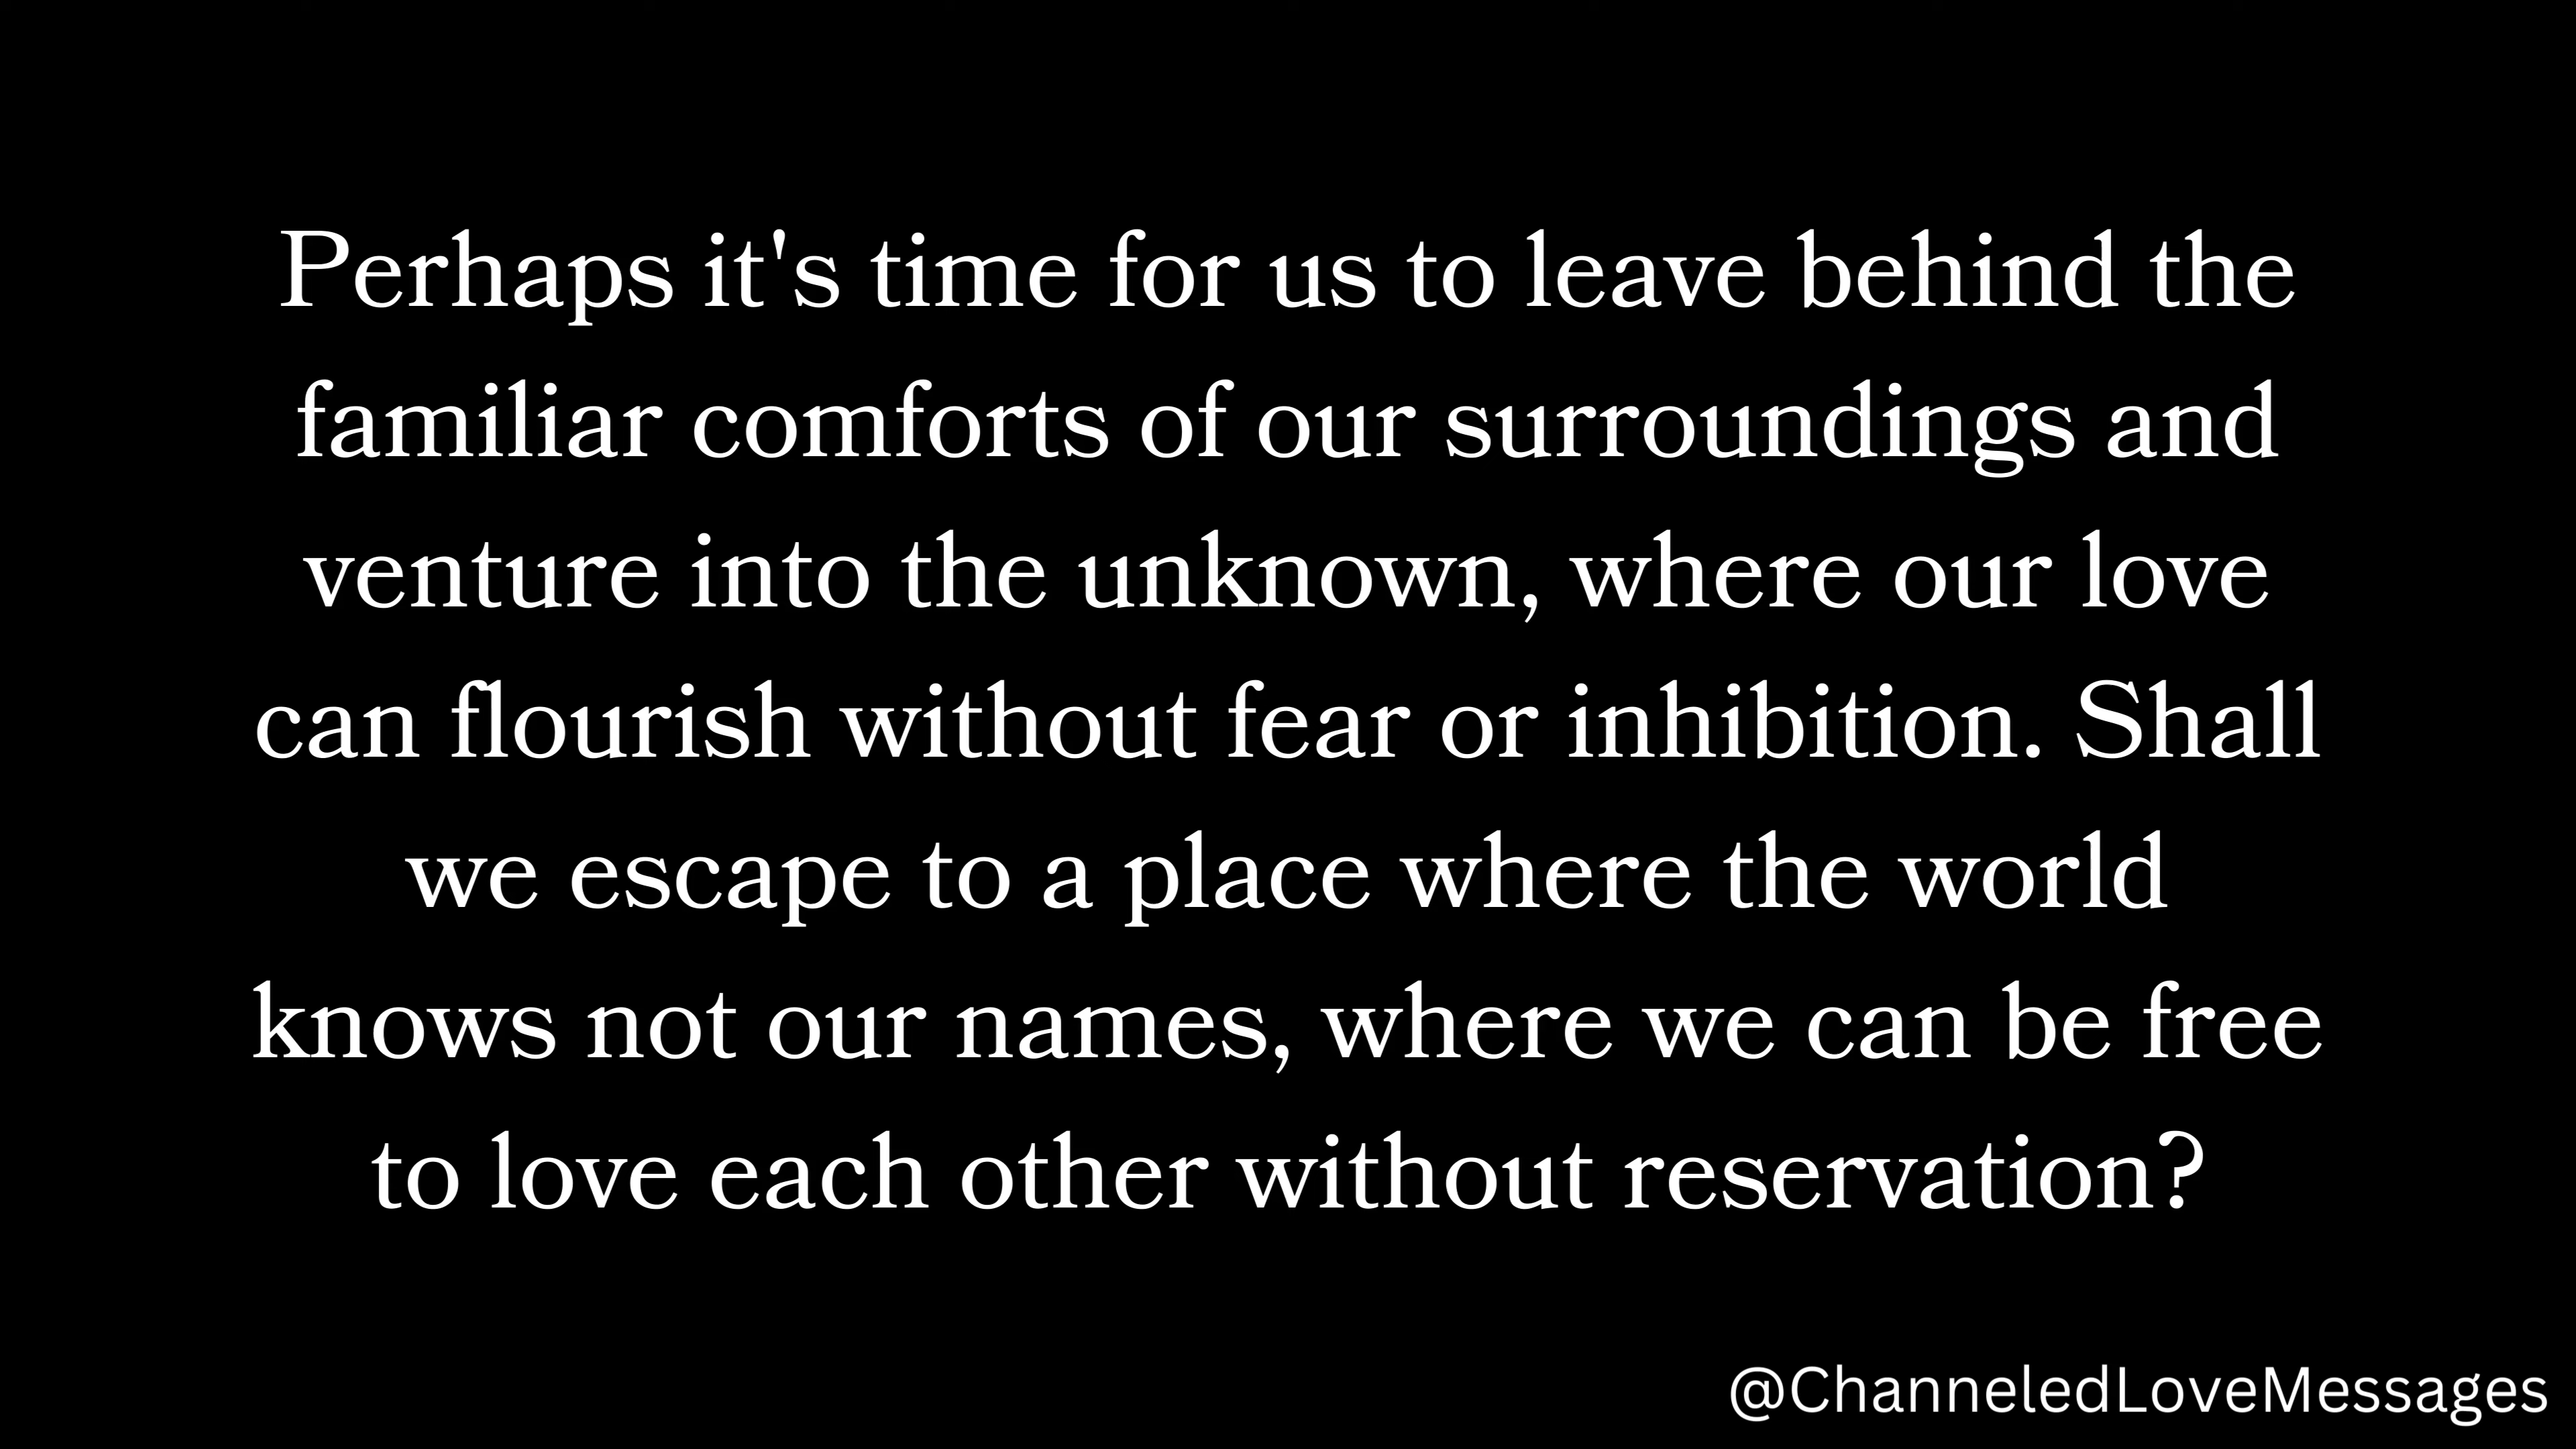 Perhaps it's time for us to leave behind the
familiar comforts of our surroundings and
venture into the unknown, where our love
can flourish without fear or inhibition. Shall
we escape to a place where the world
knows not our names, where we can be free
to love each other without reservation?
@ChanneledLoveMessages